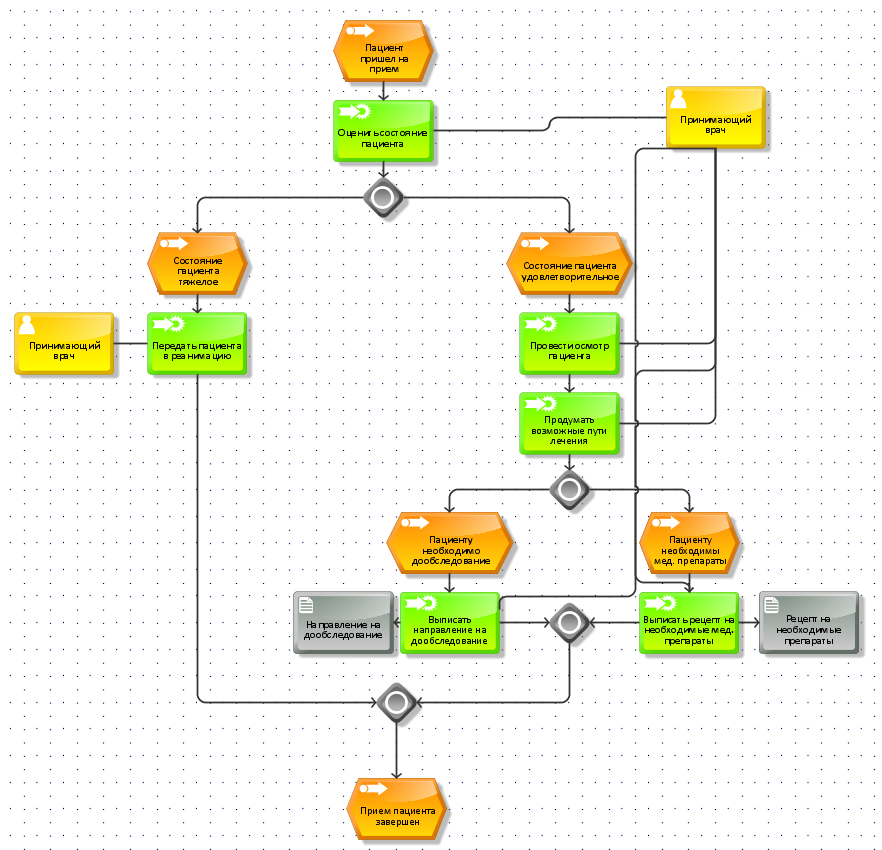 Пациент
пришел на
прием
Оценить состояние
пациента
Принимающий
врач
Состояние
пациента
тяжелое
Состояние пациента
удовлетворительное
Принимающий
врач
Передать пациента
в реанимацию
Провести осмотр
пациента
Продумать
возможные пути
лечения
Пациенту
необходимо
дообследование
Пациенту
необходимы
мед. препараты
Направление на
дообследование
Выписать
направление на
дообследование
Выписать рецепт на
необходимые мед.
препараты
Рецепт на
необходимые
препараты
Прием пациента
завершен